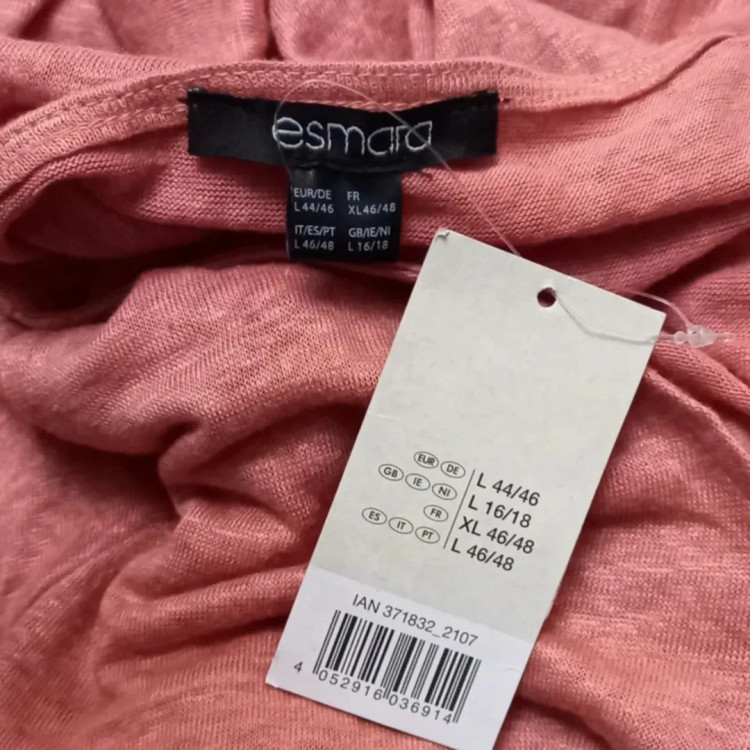 esmara
EUR/DE FR
L 44/46 XL 46/48
IT/ES/PT GB/IE/NI
L 46/48 L 16/18
EUR DE L 44/46
GB IE NI L 16/18
FR XL 46/48
ES IT PT L 46/48
IAN 371832_2107
4 052916 036914